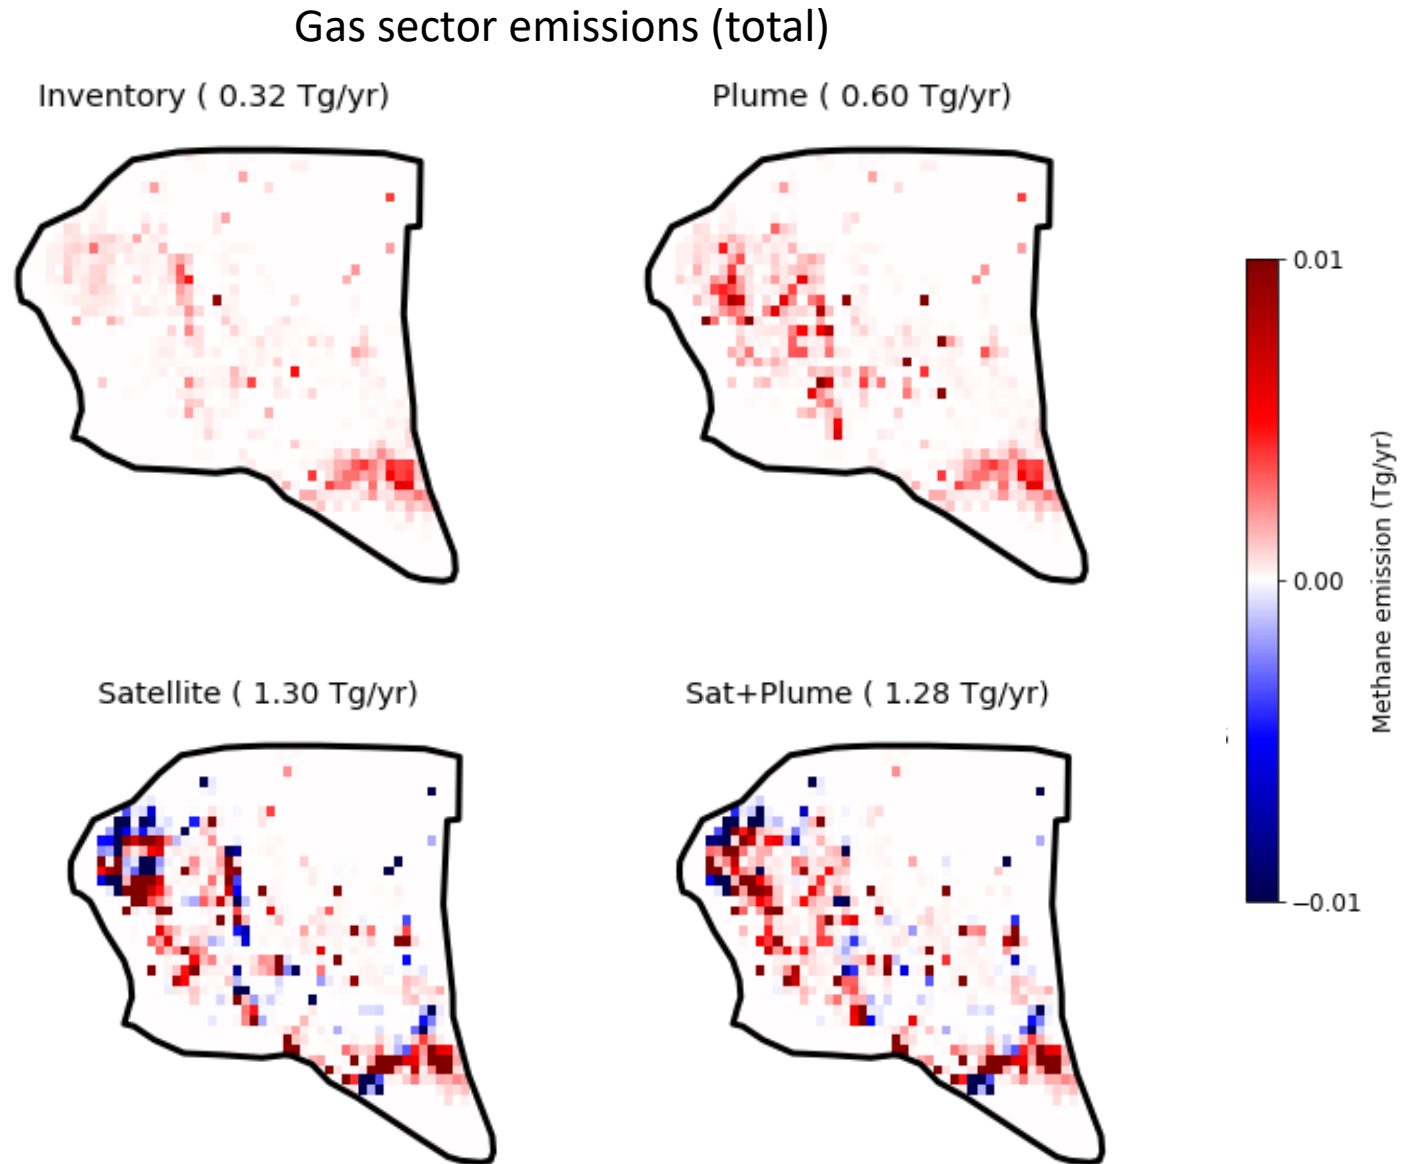 Gas sector emissions (total)
Inventory ( 0.32 Tg/yr)
Plume ( 0.60 Tg/yr)
Satellite ( 1.30 Tg/yr)
Sat+Plume ( 1.28 Tg/yr)
0.01
0.00
−0.01
Methane emission (Tg/yr)